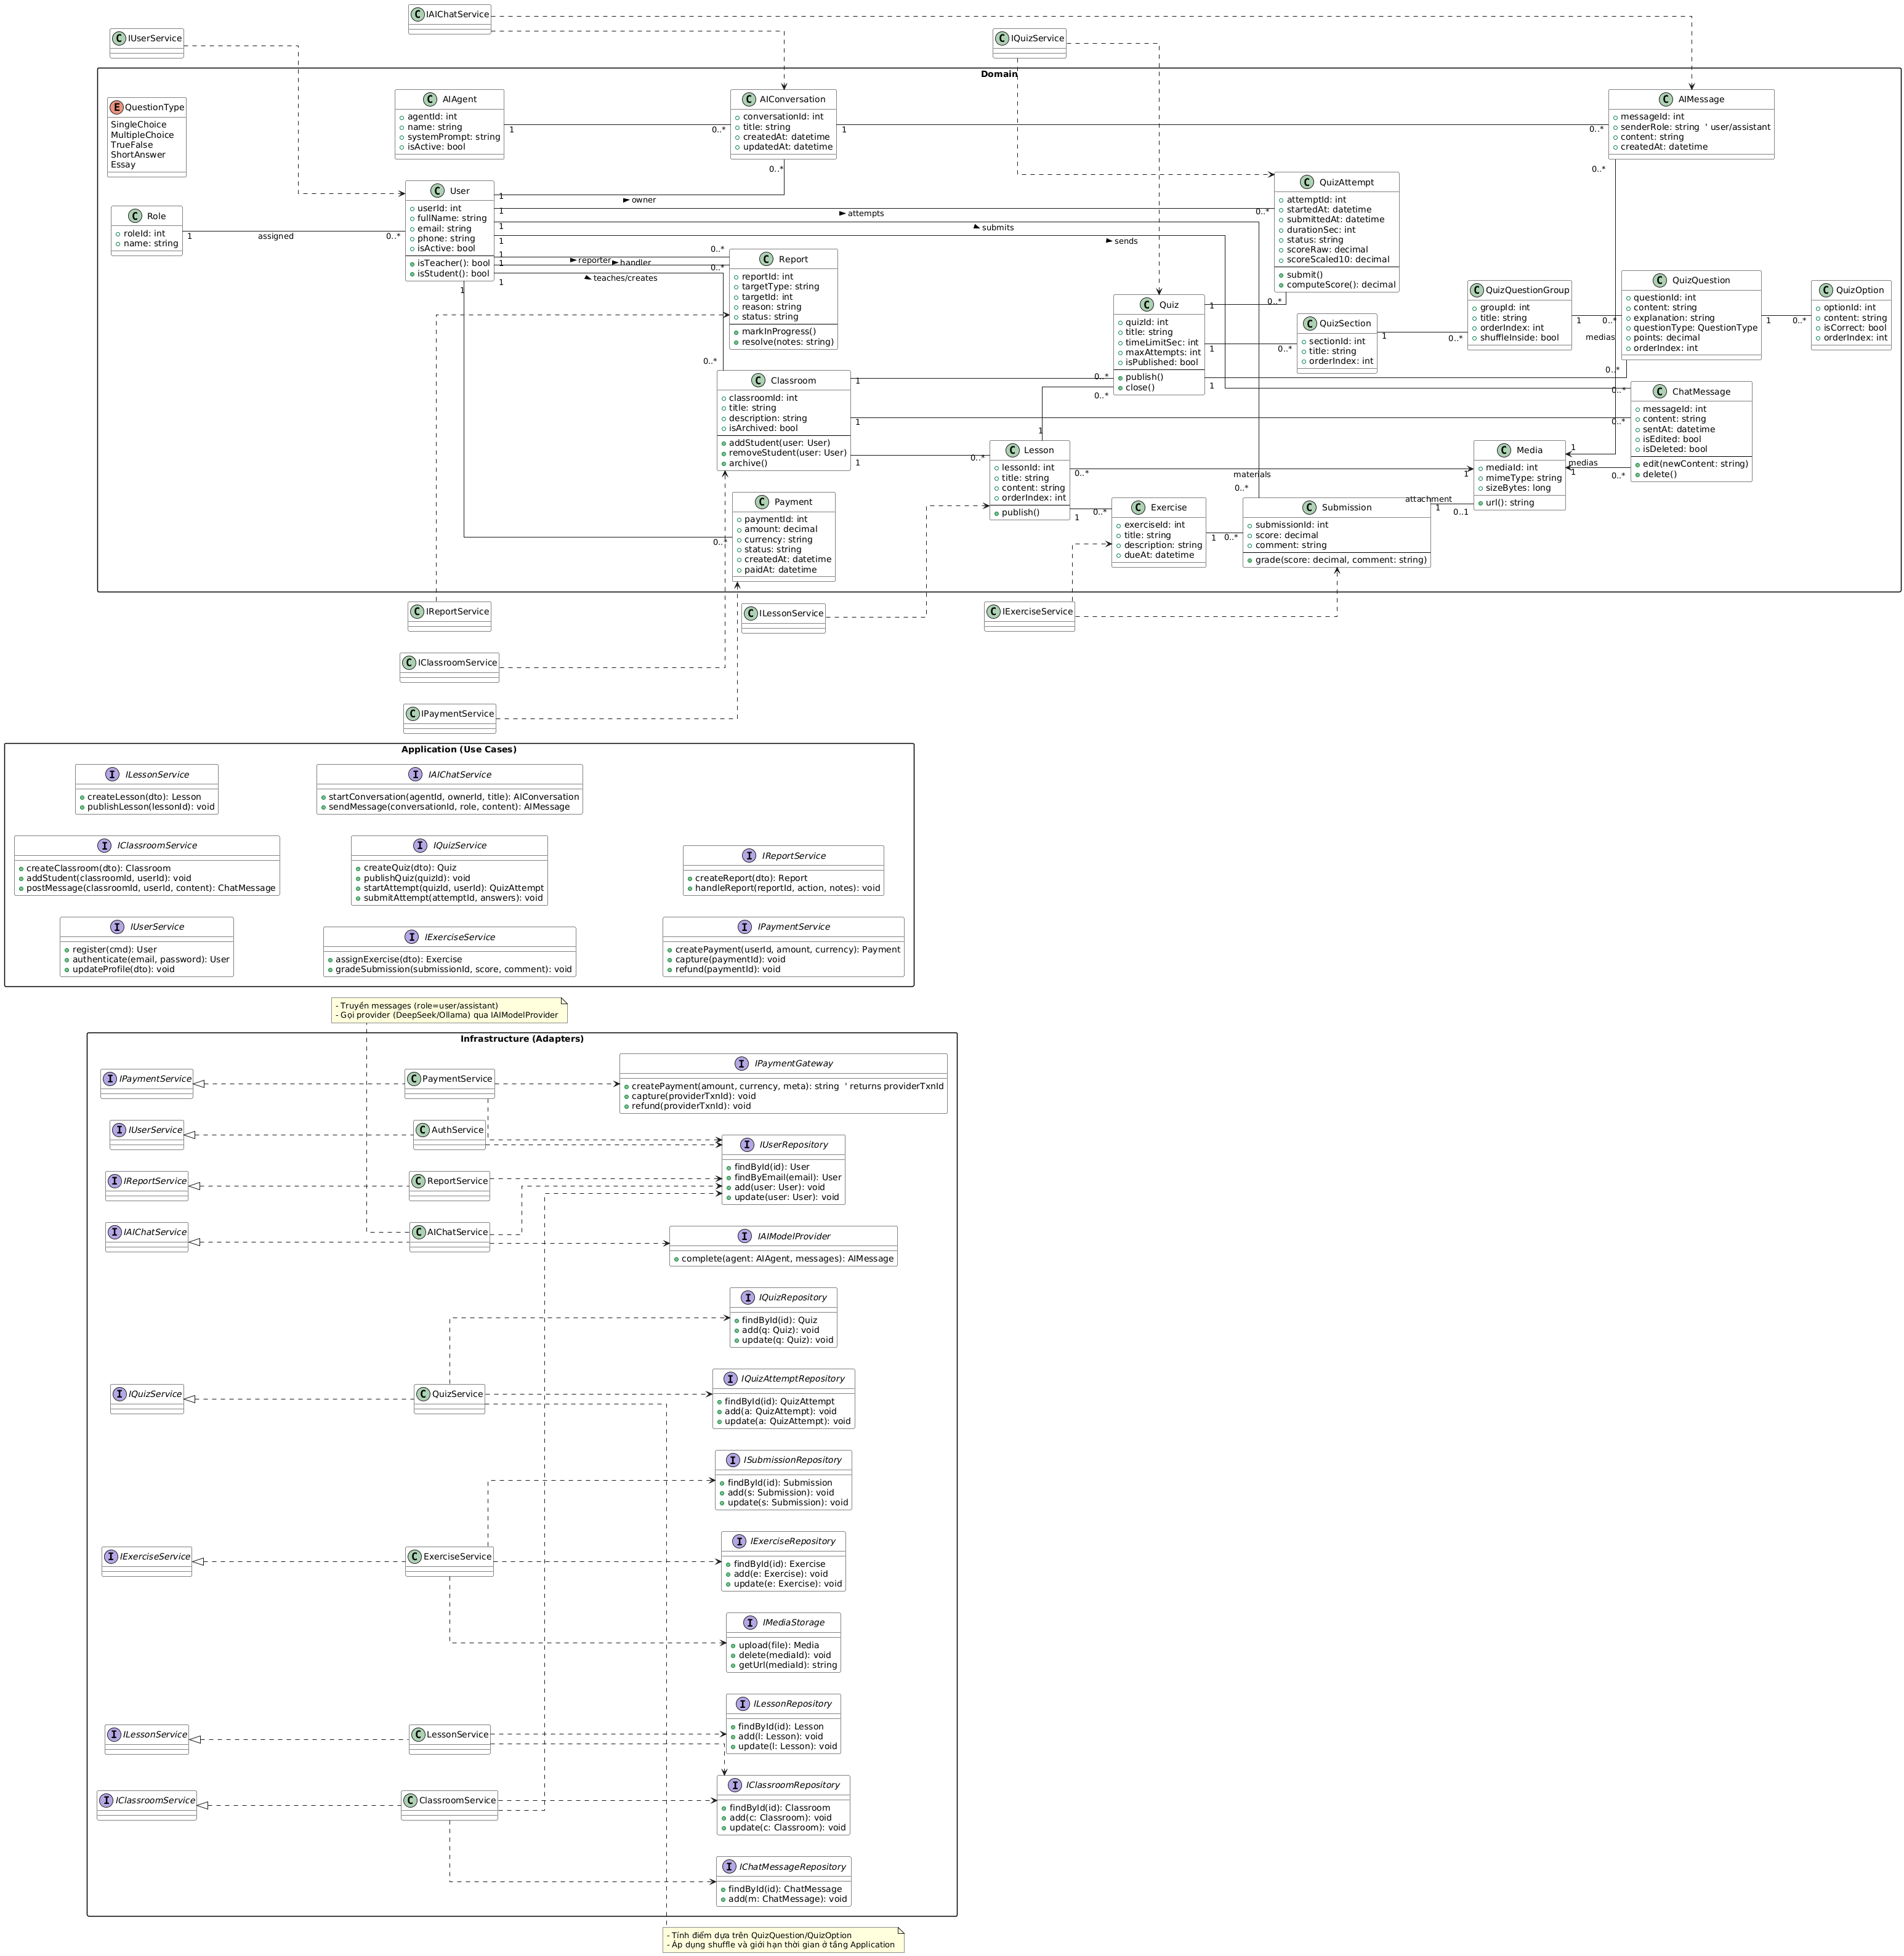 IAIChatService
IUserService
IQuizService
Domain
QuestionType
SingleChoice
MultipleChoice
TrueFalse
ShortAnswer
Essay
AIAgent
agentId: int
name: string
systemPrompt: string
isActive: bool
1
0..*
AIConversation
conversationId: int
title: string
createdAt: datetime
updatedAt: datetime
1
0..*
0..*
AIMessage
messageId: int
senderRole: string  ' user/assistant
content: string
createdAt: datetime
0..*
Role
roleId: int
name: string
1
assigned
0..*
User
userId: int
fullName: string
email: string
phone: string
isActive: bool
isTeacher(): bool
isStudent(): bool
1
owner
1
attempts
0..*
1
submits
1
sends
1
reporter
0..*
1
handler
0..*
1
teaches/creates
1
QuizAttempt
attemptId: int
startedAt: datetime
submittedAt: datetime
durationSec: int
status: string
scoreRaw: decimal
scoreScaled10: decimal
submit()
computeScore(): decimal
0..*
Report
reportId: int
targetType: string
targetId: int
reason: string
status: string
markInProgress()
resolve(notes: string)
Quiz
quizId: int
title: string
timeLimitSec: int
maxAttempts: int
isPublished: bool
publish()
close()
1
1
1
0..*
0..*
QuizSection
sectionId: int
title: string
orderIndex: int
0..*
1
0..*
QuizQuestionGroup
groupId: int
title: string
orderIndex: int
shuffleInside: bool
1
0..*
medias
QuizQuestion
questionId: int
content: string
explanation: string
questionType: QuestionType
points: decimal
orderIndex: int
0..*
1
0..*
QuizOption
optionId: int
content: string
isCorrect: bool
orderIndex: int
0..*
Classroom
classroomId: int
title: string
description: string
isArchived: bool
addStudent(user: User)
removeStudent(user: User)
archive()
1
1
1
0..*
0..*
0..*
ChatMessage
messageId: int
content: string
sentAt: datetime
isEdited: bool
isDeleted: bool
edit(newContent: string)
delete()
Lesson
lessonId: int
title: string
content: string
orderIndex: int
publish()
1
0..*
materials
1
1
0..*
Media
mediaId: int
mimeType: string
sizeBytes: long
url(): string
1
medias
1
0..*
Payment
paymentId: int
amount: decimal
currency: string
status: string
createdAt: datetime
paidAt: datetime
0..*
Exercise
exerciseId: int
title: string
description: string
dueAt: datetime
1
0..*
0..*
Submission
submissionId: int
score: decimal
comment: string
grade(score: decimal, comment: string)
attachment
1
0..1
IReportService
ILessonService
IExerciseService
IClassroomService
IPaymentService
Application (Use Cases)
ILessonService
createLesson(dto): Lesson
publishLesson(lessonId): void
IAIChatService
startConversation(agentId, ownerId, title): AIConversation
sendMessage(conversationId, role, content): AIMessage
IClassroomService
createClassroom(dto): Classroom
addStudent(classroomId, userId): void
postMessage(classroomId, userId, content): ChatMessage
IQuizService
createQuiz(dto): Quiz
publishQuiz(quizId): void
startAttempt(quizId, userId): QuizAttempt
submitAttempt(attemptId, answers): void
IReportService
createReport(dto): Report
handleReport(reportId, action, notes): void
IUserService
register(cmd): User
authenticate(email, password): User
updateProfile(dto): void
IExerciseService
assignExercise(dto): Exercise
gradeSubmission(submissionId, score, comment): void
IPaymentService
createPayment(userId, amount, currency): Payment
capture(paymentId): void
refund(paymentId): void
- Truyền messages (role=user/assistant)
- Gọi provider (DeepSeek/Ollama) qua IAIModelProvider
Infrastructure (Adapters)
IPaymentService
PaymentService
IPaymentGateway
createPayment(amount, currency, meta): string  ' returns providerTxnId
capture(providerTxnId): void
refund(providerTxnId): void
IUserService
AuthService
IUserRepository
findById(id): User
findByEmail(email): User
add(user: User): void
update(user: User): void
IReportService
ReportService
IAIChatService
AIChatService
IAIModelProvider
complete(agent: AIAgent, messages): AIMessage
IQuizRepository
findById(id): Quiz
add(q: Quiz): void
update(q: Quiz): void
IQuizService
QuizService
IQuizAttemptRepository
findById(id): QuizAttempt
add(a: QuizAttempt): void
update(a: QuizAttempt): void
ISubmissionRepository
findById(id): Submission
add(s: Submission): void
update(s: Submission): void
IExerciseService
ExerciseService
IExerciseRepository
findById(id): Exercise
add(e: Exercise): void
update(e: Exercise): void
IMediaStorage
upload(file): Media
delete(mediaId): void
getUrl(mediaId): string
ILessonService
LessonService
ILessonRepository
findById(id): Lesson
add(l: Lesson): void
update(l: Lesson): void
IClassroomService
ClassroomService
IClassroomRepository
findById(id): Classroom
add(c: Classroom): void
update(c: Classroom): void
IChatMessageRepository
findById(id): ChatMessage
add(m: ChatMessage): void
- Tính điểm dựa trên QuizQuestion/QuizOption
- Áp dụng shuffle và giới hạn thời gian ở tầng Application